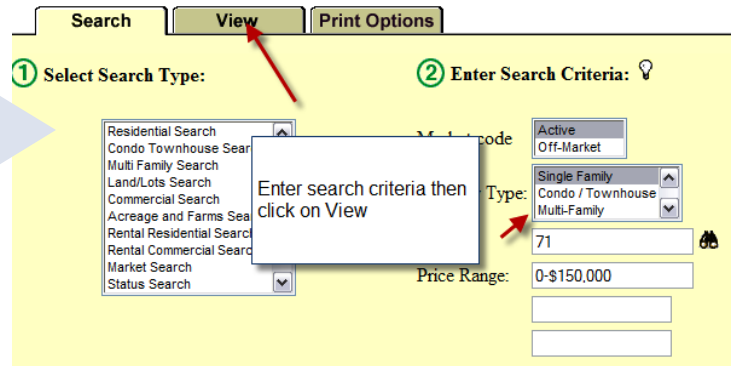 Search View Print Options
1 Select Search Type:
2 Enter Search Criteria:
Residential Search
Condo Townhouse Sear
Multi Family Search
Land/Lots Search
Commercial Search
Acreage and Farms Sea
Rental Residential Search
Rental Commercial Searc
Market Search
Status Search
Enter search criteria then
click on View
code
Active
Off-Market
Type:
Single Family
Condo / Townhouse
Multi-Family
71
Price Range: 0-$150,000